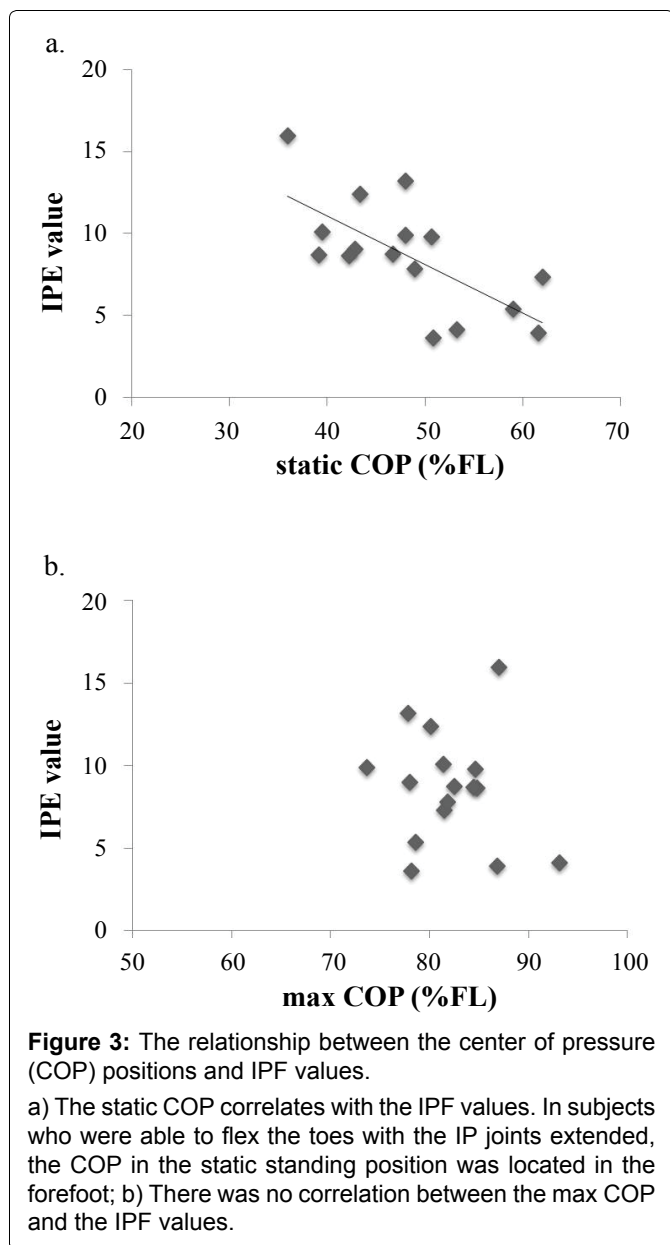 a.
20
15
10
5
0
IPE value
20 30 40 50 60 70
static COP (%FL)
b.
20
15
10
5
0
IPE value
50 60 70 80 90 100
max COP (%FL)
Figure 3: The relationship between the center of pressure
(COP) positions and IPF values.
a) The static COP correlates with the IPF values. In subjects
who were able to flex the toes with the IP joints extended,
the COP in the static standing position was located in the
forefoot; b) There was no correlation between the max COP
and the IPF values.